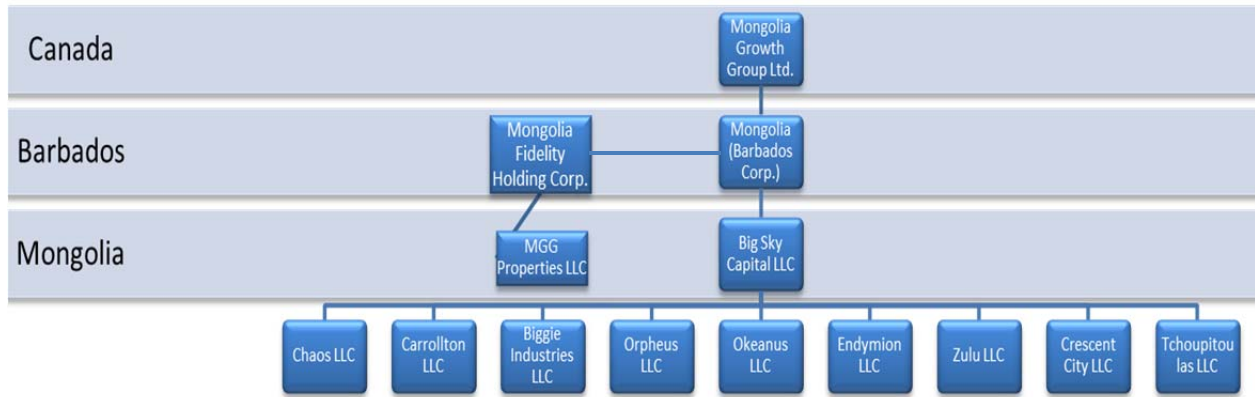 Canada
Mongolia
Growth
Group Ltd.
Barbados
Mongolia
Fidelity
Holding Corp.
Mongolia
(Barbados
Corp.)
Mongolia
MGG
Properties LLC
Big Sky
Capital LLC
Chaos LLC
Carrollton
LLC
Biggie
Industries
LLC
Orpheus
LLC
Okeanus
LLC
Endymion
LLC
Zulu LLC
Crescent
City LLC
Tchoupitou
las LLC